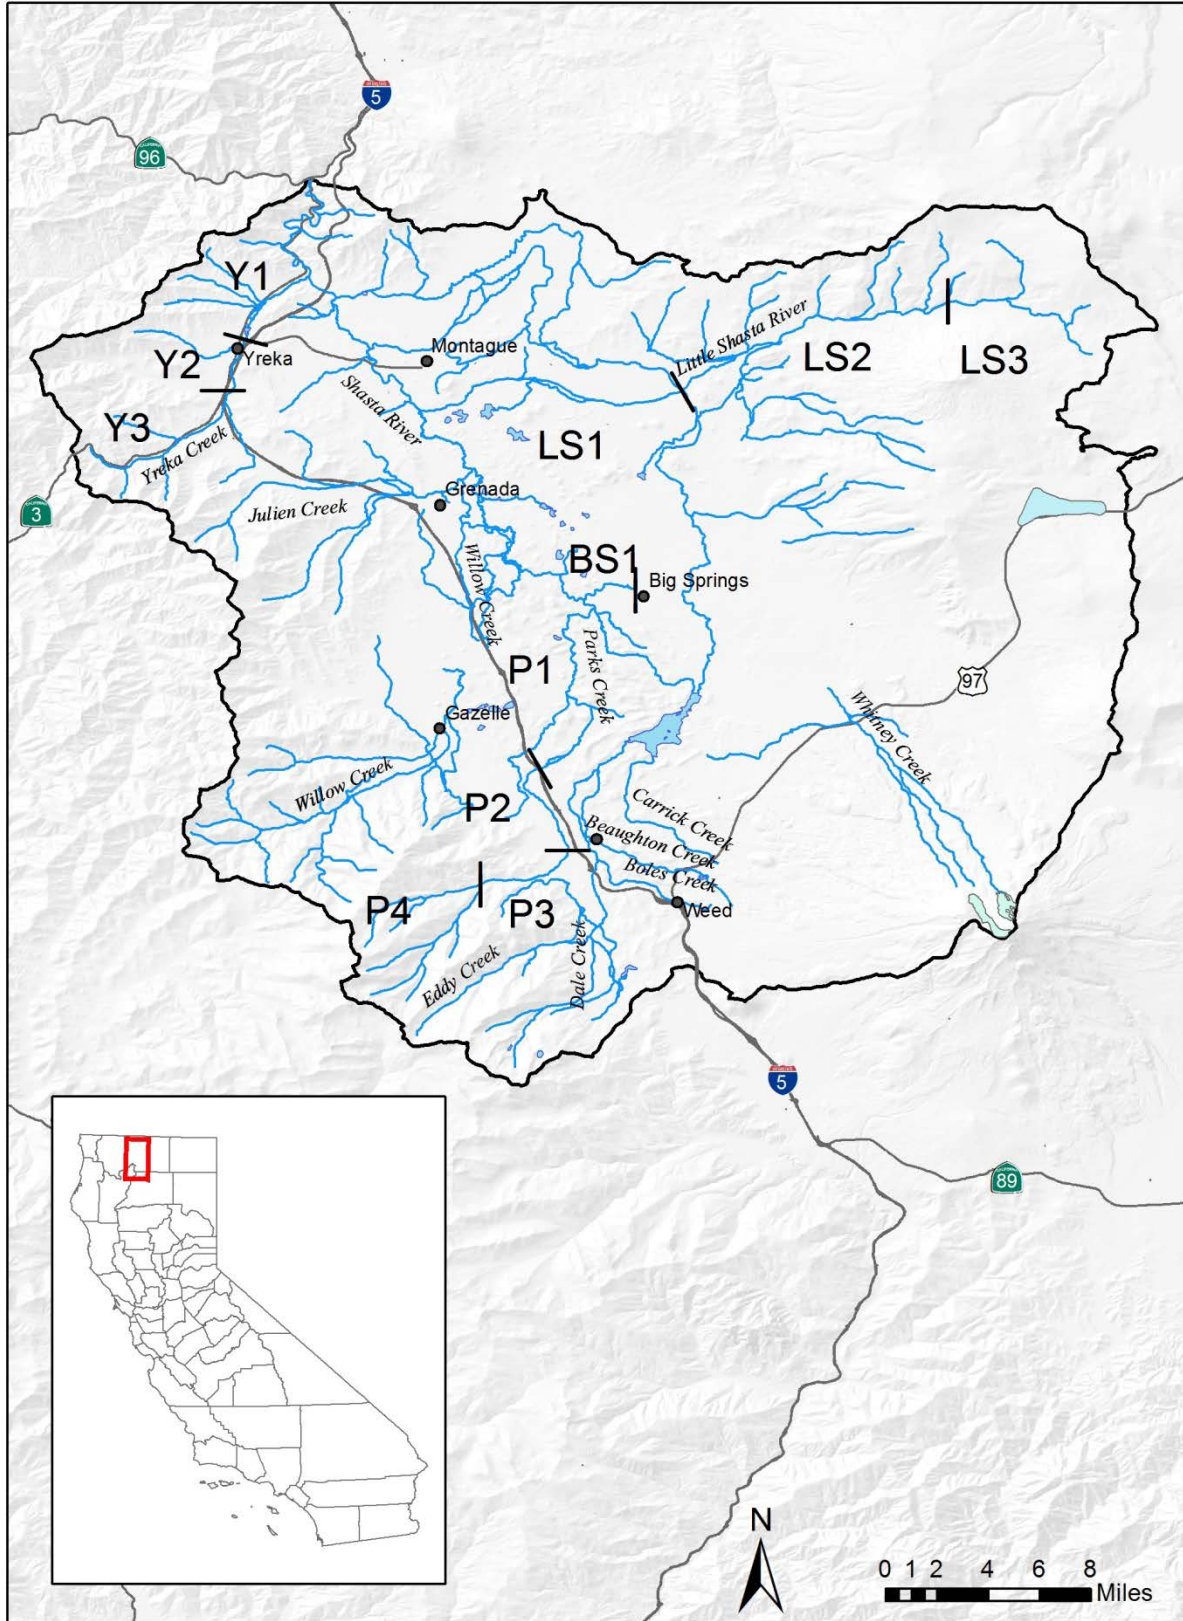 5
96
Y1
Y2
Yreka
Montague
Little Shasta River
LS2
LS3
Shasta River
Y3
Yreka Creek
LS1
3
Julien Creek
Grenada
Willow Creek
BS1
Big Springs
P1
Parks Creek
97
Gazelle
Whitney Creek
Willow Creek
P2
Carrick Creek
Beaughton Creek
Boles Creek
P4
P3
Weed
Eddy Creek
Dale Creek
5
89
N
0 1 2 4 6 8
Miles